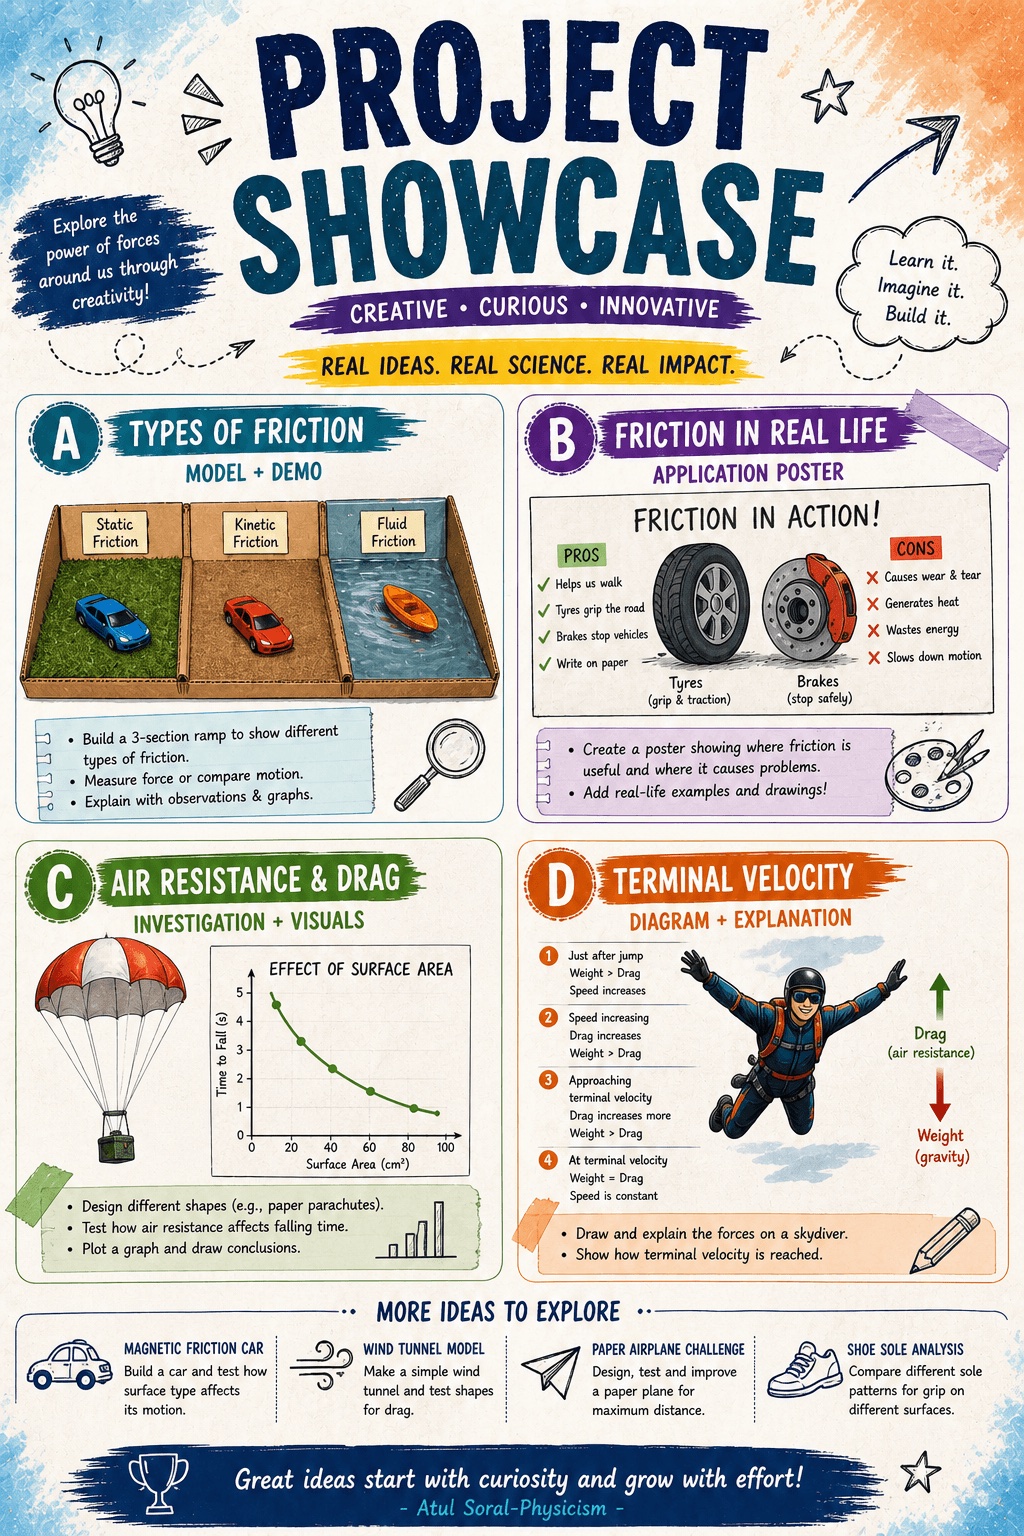 PROJECT
SHOWCASE
Explore the
power of forces
around us through
creativity!
Learn it.
Imagine it.
Build it.
CREATIVE • CURIOUS • INNOVATIVE
REAL IDEAS. REAL SCIENCE. REAL IMPACT.
A TYPES OF FRICTION
MODEL + DEMO
Static
Friction
Kinetic
Friction
Fluid
Friction
• Build a 3-section ramp to show different
types of friction.
• Measure force or compare motion.
• Explain with observations & graphs.
B FRICTION IN REAL LIFE
APPLICATION POSTER
FRICTION IN ACTION!
PROS
✓ Helps us walk
✓ Tyres grip the road
✓ Brakes stop vehicles
✓ Write on paper
Tyres
(grip & traction)
Brakes
(stop safely)
CONS
✗ Causes wear & tear
✗ Generates heat
✗ Wastes energy
✗ Slows down motion
• Create a poster showing where friction is
useful and where it causes problems.
• Add real-life examples and drawings!
C AIR RESISTANCE & DRAG
INVESTIGATION + VISUALS
EFFECT OF SURFACE AREA
Time to Fall (s)
5
4
3
2
1
0
0 20 40 60 80 100
Surface Area (cm²)
• Design different shapes (e.g., paper parachutes).
• Test how air resistance affects falling time.
• Plot a graph and draw conclusions.
D TERMINAL VELOCITY
DIAGRAM + EXPLANATION
1 Just after jump
Weight > Drag
Speed increases
2 Speed increasing
Drag increases
Weight > Drag
3 Approaching
terminal velocity
Drag increases more
Weight > Drag
4 At terminal velocity
Weight = Drag
Speed is constant
Drag
(air resistance)
Weight
(gravity)
• Draw and explain the forces on a skydiver.
• Show how terminal velocity is reached.
MORE IDEAS TO EXPLORE
MAGNETIC FRICTION CAR
Build a car and test how
surface type affects
its motion.
WIND TUNNEL MODEL
Make a simple wind
tunnel and test shapes
for drag.
PAPER AIRPLANE CHALLENGE
Design, test and improve
a paper plane for
maximum distance.
SHOE SOLE ANALYSIS
Compare different sole
patterns for grip on
different surfaces.
Great ideas start with curiosity and grow with effort!
- Atul Soral-Physicism -